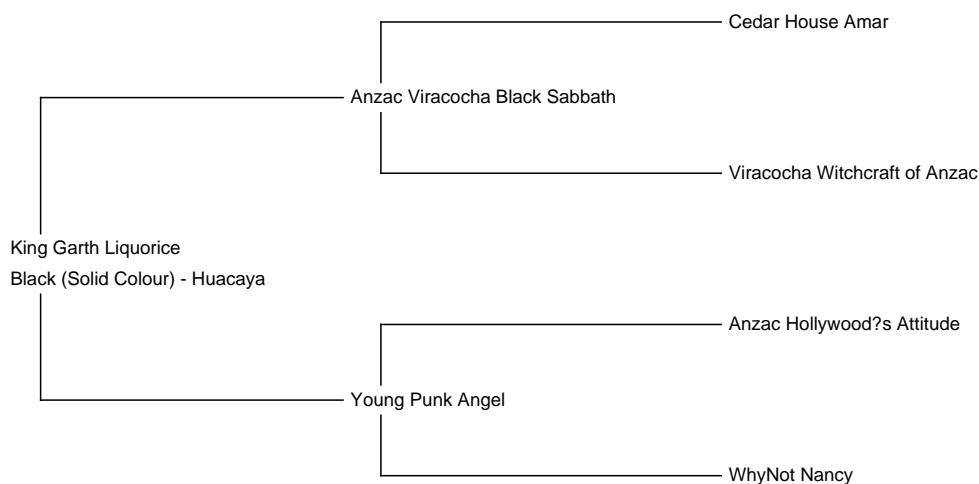 Cedar House Amar
Anzac Viracocha Black Sabbath
Viracocha Witchcraft of Anzac
King Garth Liquorice
Black (Solid Colour) - Huacaya
Anzac Hollywood?s Attitude
Young Punk Angel
WhyNot Nancy